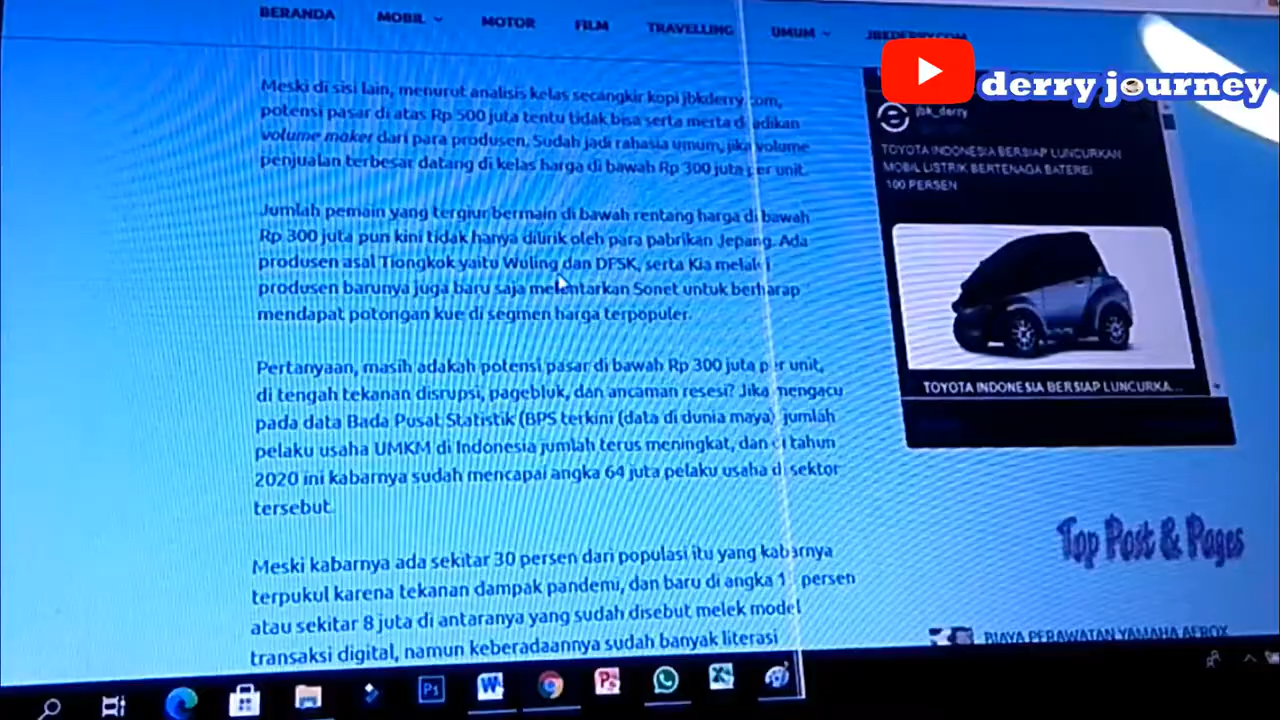 BERANDA MOBIL MOTOR FILM TRAVELLING UMUM JBKDERRY.COM
derry journey
Meski di sisi lain, menurut analisis kelas secangkir kopi jbkderry.com,
potensi pasar di atas Rp 500 juta tentu tidak bisa serta merta dijadikan
volume maker dari para produsen. Sudah jadi rahasia umum, jika volume
penjualan terbesar datang di kelas harga di bawah Rp 300 juta per unit.
Jumlah pemain yang tergiur bermain di bawah rentang harga di bawah
Rp 300 juta pun kini tidak hanya dilirik oleh para pabrikan Jepang. Ada
produsen asal Tiongkok yaitu Wuling dan DFSK, serta Kia melalui
produsen barunya juga baru saja melentarkan Sonet untuk berharap
mendapat potongan kue di segmen harga terpopuler.
Pertanyaan, masih adakah potensi pasar di bawah Rp 300 juta per unit,
di tengah tekanan disrupsi, pagebluk, dan ancaman resesi? Jika mengacu
pada data Bada Pusat Statistik (BPS terkini (data di dunia maya) jumlah
pelaku usaha UMKM di Indonesia jumlah terus meningkat, dan di tahun
2020 ini kabarnya sudah mencapai angka 64 juta pelaku usaha di sektor
tersebut.
Meski kabarnya ada sekitar 30 persen dari populasi itu yang kabarnya
terpukul karena tekanan dampak pandemi, dan baru di angka persen
atau sekitar 8 juta di antaranya yang sudah disebut melek model
transaksi digital, namun keberadaannya sudah banyak literasi
jbk_derry
TOYOTA INDONESIA BERSIAP LUNCURKAN
MOBIL LISTRIK BERTENAGA BATEREI
100 PERSEN
TOYOTA INDONESIA BERSIAP LUNCURKA...
Top Post & Pages
BIAYA PERAWATAN YAMAHA AEROX